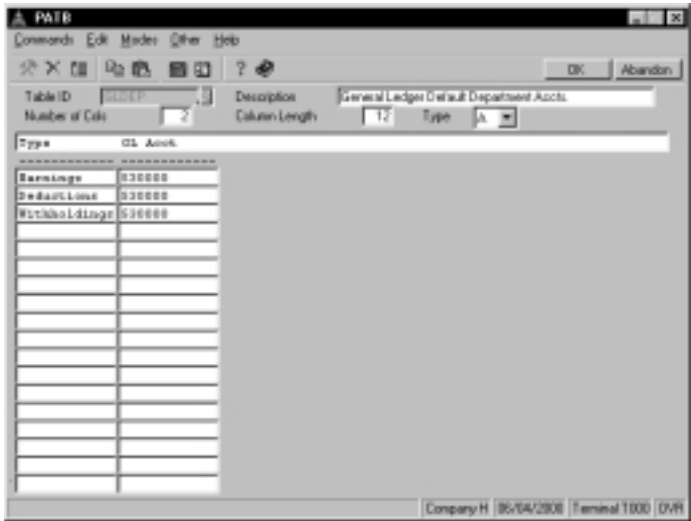 PATB
Commands Edit Modes Other Help
OK Abandon
Table ID GLDEP Description General Ledger Default Department Accts.
Number of Cols 2 Column Length 12 Type A
Type GL Acct.
Earnings 530000
Deductions 530000
Withholdings 530000
Company H 06/04/2000 Terminal T000 OVR